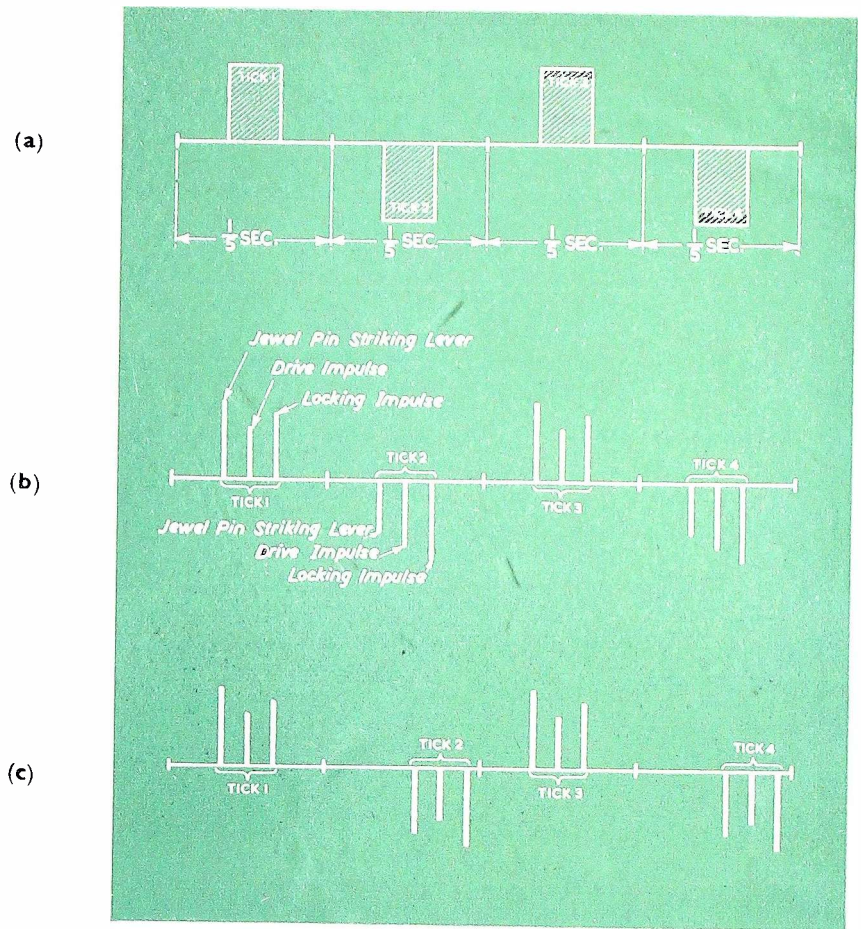 (a)
TICK 1
TICK 2
1/5 SEC. 1/5 SEC. 1/5 SEC. 1/5 SEC.
(b)
Jewel Pin Striking Lever
Drive Impulse
Locking Impulse
TICK 1
TICK 2
TICK 3
TICK 4
Jewel Pin Striking Lever
Drive Impulse
Locking Impulse
(c)
TICK 1
TICK 2
TICK 3
TICK 4